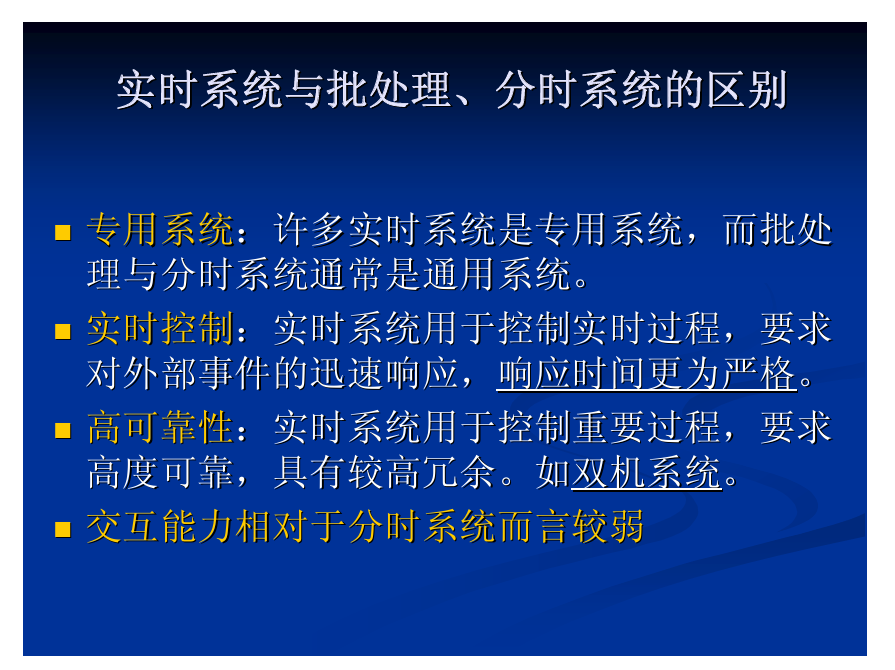 实时系统与批处理、分时系统的区别
专用系统：许多实时系统是专用系统，而批处
理与分时系统通常是通用系统。
实时控制：实时系统用于控制实时过程，要求
对外部事件的迅速响应，响应时间更为严格。
高可靠性：实时系统用于控制重要过程，要求
高度可靠，具有较高冗余。如双机系统。
交互能力相对于分时系统而言较弱